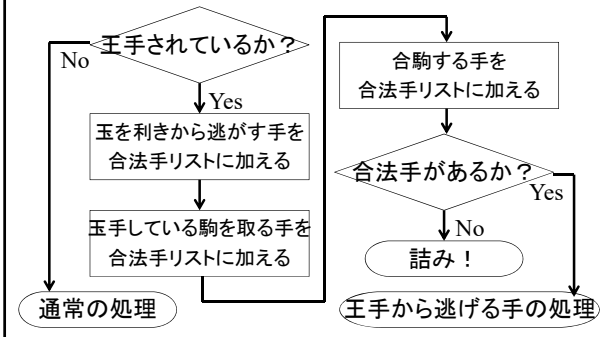 王手されているか？
No
Yes
玉を利きから逃がす手を
合法手リストに加える
玉手している駒を取る手を
合法手リストに加える
通常の処理
合駒する手を
合法手リストに加える
合法手があるか？
Yes
No
詰み！
王手から逃げる手の処理